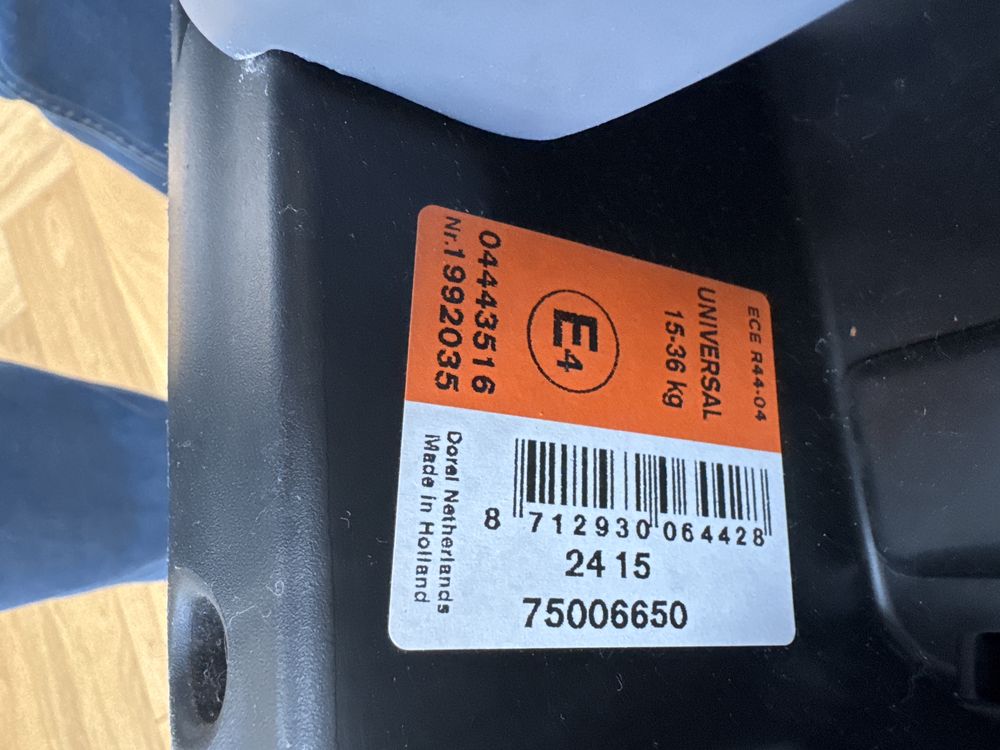 ECE R44-04
UNIVERSAL
15-36 kg
E4
04443516
Nr.19992035
8 712930 064428
24 15
75006650
Dorel Netherlands
Made in Holland